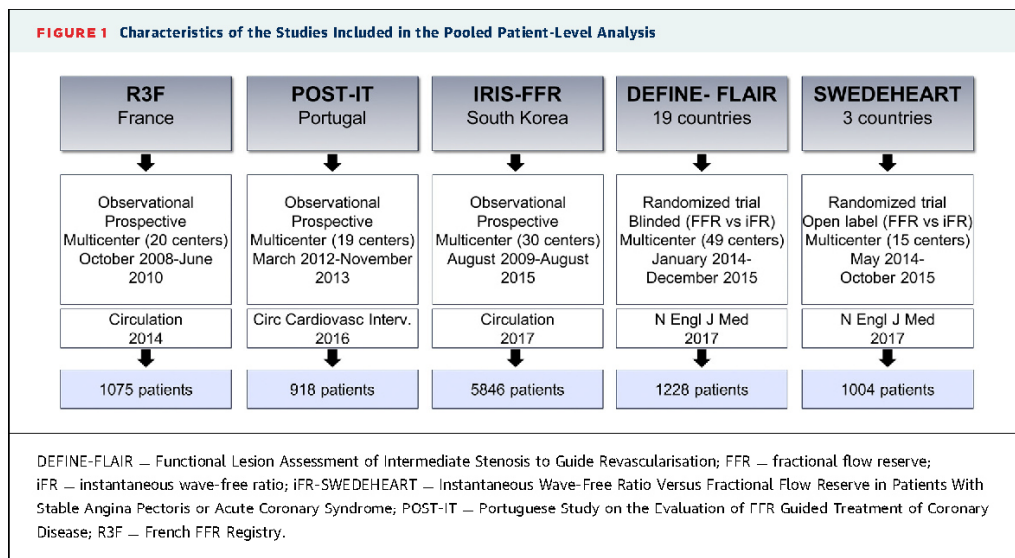 FIGURE 1 Characteristics of the Studies Included in the Pooled Patient-Level Analysis
R3F
France
POST-IT
Portugal
IRIS-FFR
South Korea
DEFINE- FLAIR
19 countries
SWEDEHEART
3 countries
Observational
Prospective
Multicenter (20 centers)
October 2008-June
2010
Observational
Prospective
Multicenter (19 centers)
March 2012-November
2013
Observational
Prospective
Multicenter (30 centers)
August 2009-August
2015
Randomized trial
Blinded (FFR vs iFR)
Multicenter (49 centers)
January 2014-
December 2015
Randomized trial
Open label (FFR vs iFR)
Multicenter (15 centers)
May 2014-
October 2015
Circulation
2014
Circ Cardiovasc Interv.
2016
Circulation
2017
N Engl J Med
2017
N Engl J Med
2017
1075 patients
918 patients
5846 patients
1228 patients
1004 patients
DEFINE-FLAIR = Functional Lesion Assessment of Intermediate Stenosis to Guide Revascularisation; FFR = fractional flow reserve;
iFR = instantaneous wave-free ratio; iFR-SWEDEHEART = Instantaneous Wave-Free Ratio Versus Fractional Flow Reserve in Patients With
Stable Angina Pectoris or Acute Coronary Syndrome; POST-IT = Portuguese Study on the Evaluation of FFR Guided Treatment of Coronary
Disease; R3F = French FFR Registry.